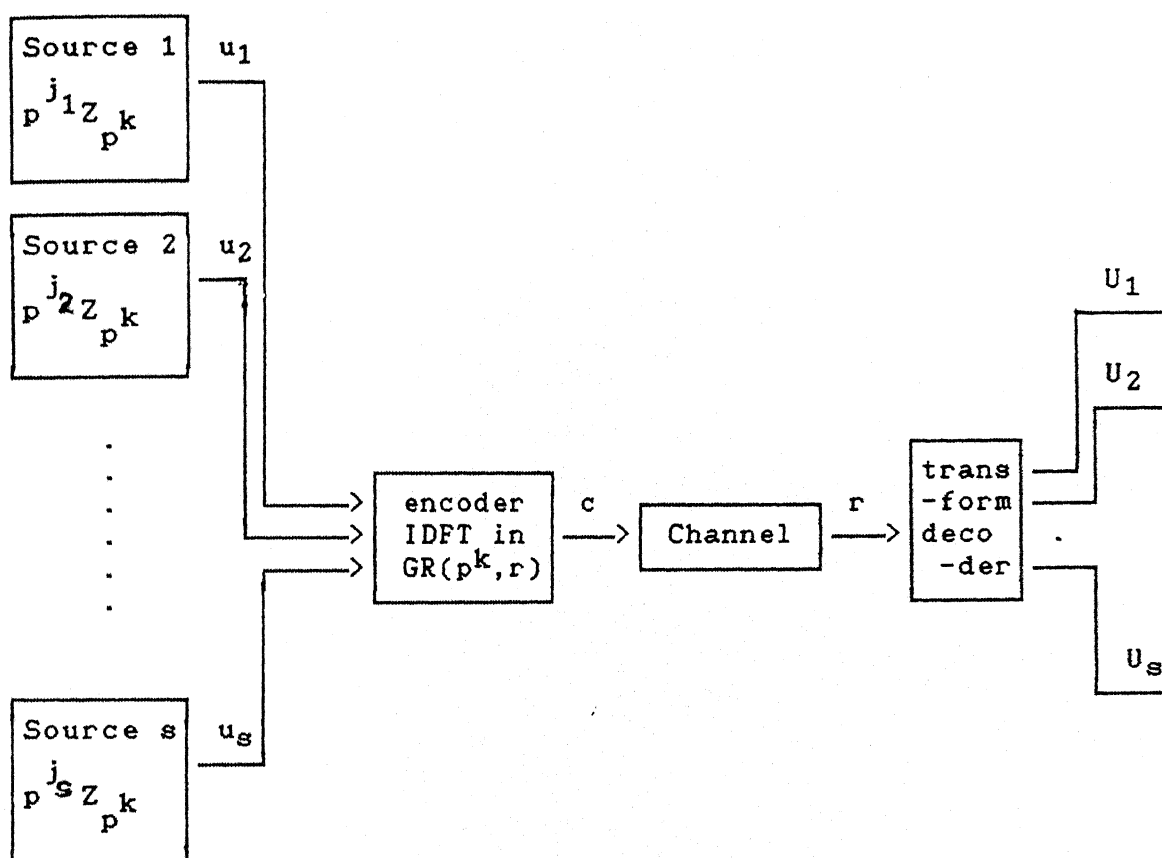 Source 1
p^{j_1}Z_{p^k}
u_1
Source 2
p^{j_2}Z_{p^k}
u_2
Source s
p^{j_s}Z_{p^k}
u_s
encoder
IDFT in
GR(p^k,r)
c
Channel
r
trans
-form
deco
-der
U_1
U_2
U_s